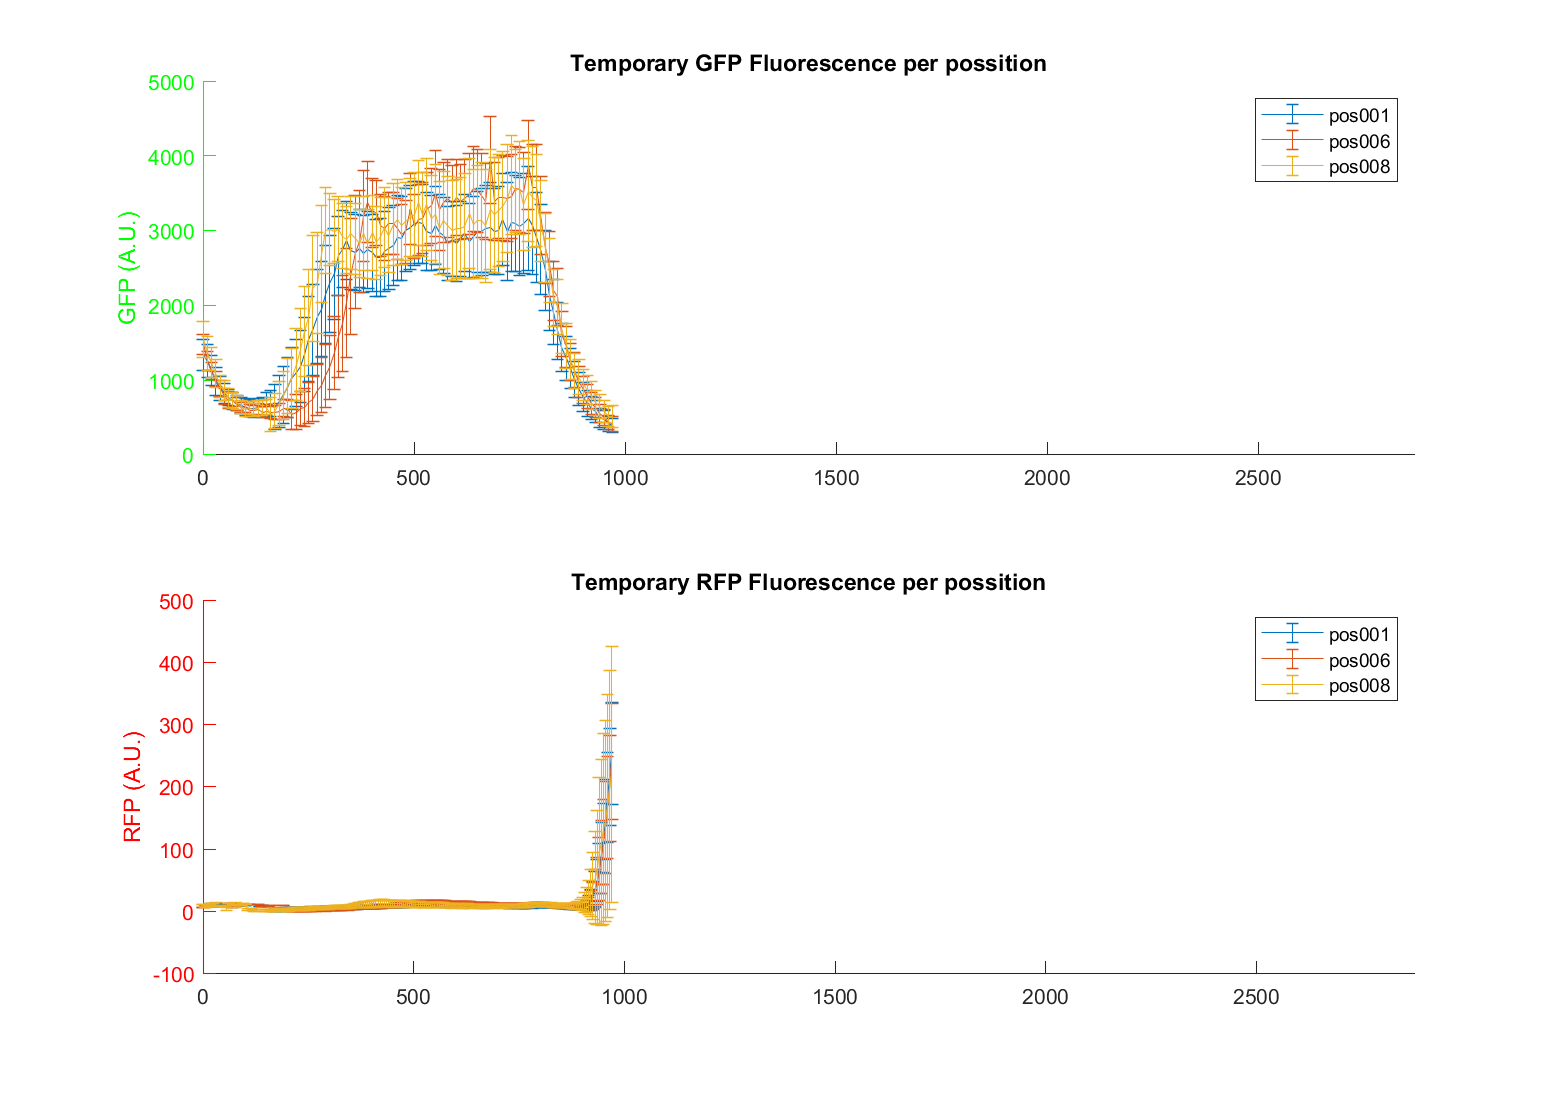 Temporary GFP Fluorescence per possition
GFP (A.U.)
5000
4000
3000
2000
1000
0
0 500 1000 1500 2000 2500
pos001
pos006
pos008
Temporary RFP Fluorescence per possition
RFP (A.U.)
500
400
300
200
100
0
-100
0 500 1000 1500 2000 2500
pos001
pos006
pos008